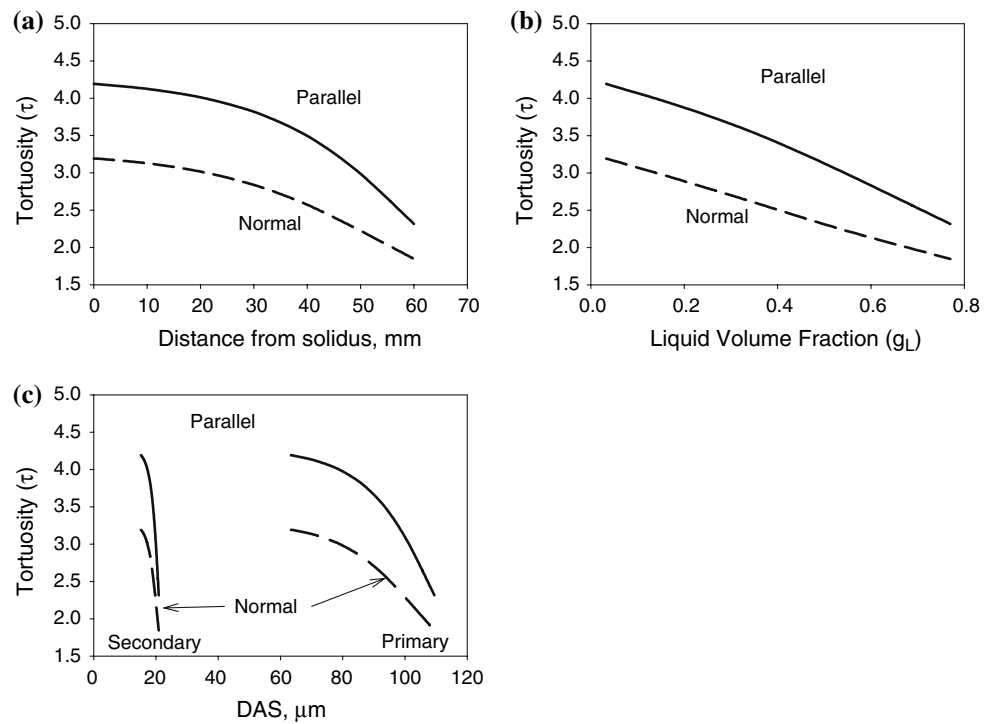 (a)
5.0
4.5
4.0
3.5
3.0
2.5
2.0
1.5
Tortuosity (τ)
Parallel
Normal
0 10 20 30 40 50 60 70
Distance from solidus, mm
(b)
5.0
4.5
4.0
3.5
3.0
2.5
2.0
1.5
Tortuosity (τ)
Parallel
Normal
0.0 0.2 0.4 0.6 0.8
Liquid Volume Fraction (gL)
(c)
5.0
4.5
4.0
3.5
3.0
2.5
2.0
1.5
Tortuosity (τ)
Parallel
Normal
Secondary Primary
0 20 40 60 80 100 120
DAS, μm